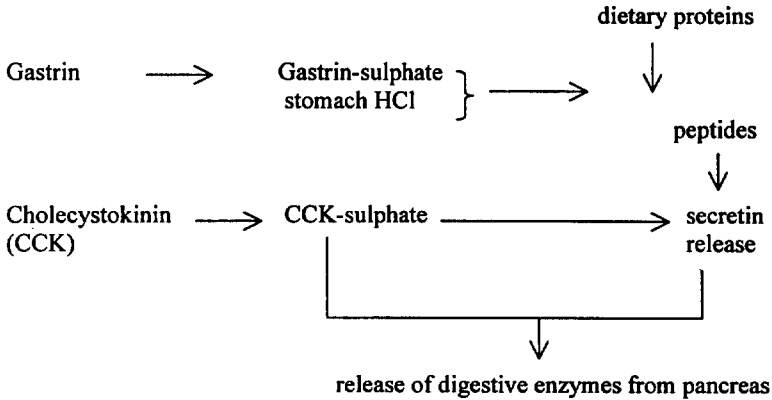 dietary proteins
Gastrin
Gastrin-sulphate
stomach HCl
peptides
Cholecystokinin
(CCK)
CCK-sulphate
secretin
release
release of digestive enzymes from pancreas